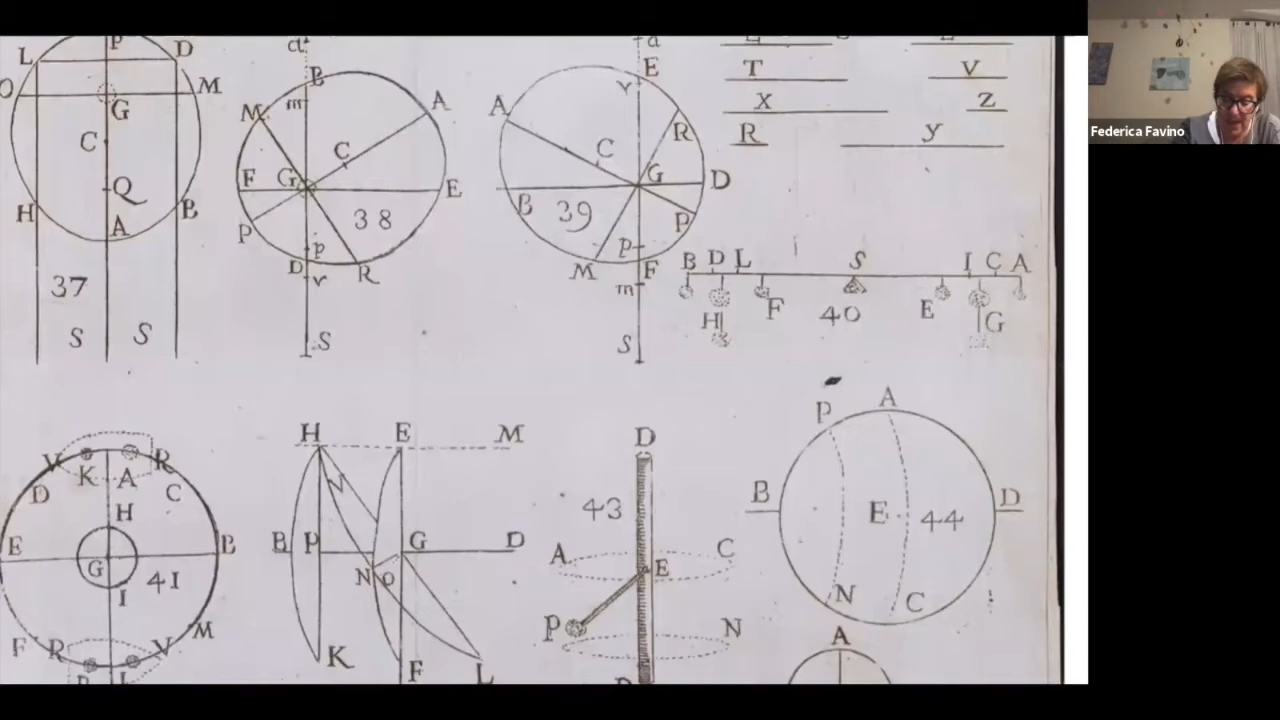 L P D
O G M
C
Q
H A B
37
S S
d
B
m
M A
C
F G E
P 38
p
D R
r
S
a
E
r
A R
C
G D
B 39 P
p
M F
m
S
T V
X Z
R y
B D L S I C A
F 40 E
H G
V K A R
D C
H
E B
G 41
I
F R V M
H E M
B P G D
N O
K F L
D
43
A C
E
P N
P A
B D
E 44
N C
A
Federica Favino